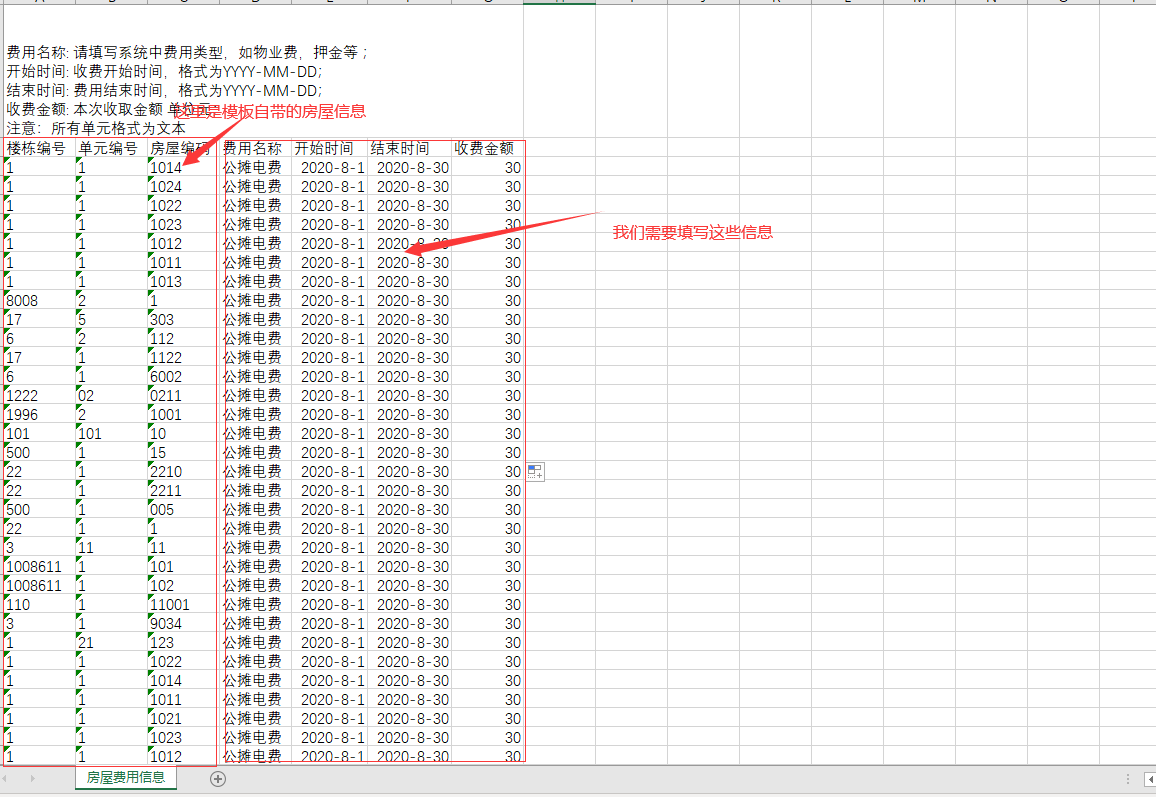 费用名称: 请填写系统中费用类型，如物业费，押金等 ;
开始时间: 收费开始时间，格式为YYYY-MM-DD;
结束时间: 费用结束时间，格式为YYYY-MM-DD;
收费金额: 本次收取金额 单位元
这里是模板自带的房屋信息
注意：所有单元格式为文本
楼栋编号 单元编号 房屋编码 费用名称 开始时间 结束时间 收费金额
1 1 1014 公摊电费 2020-8-1 2020-8-30 30
1 1 1024 公摊电费 2020-8-1 2020-8-30 30
1 1 1022 公摊电费 2020-8-1 2020-8-30 30
1 1 1023 公摊电费 2020-8-1 2020-8-30 30
我们需要填写这些信息
1 1 1012 公摊电费 2020-8-30 30
1 1 1011 公摊电费 2020-8-1 2020-8-30 30
1 1 1013 公摊电费 2020-8-1 2020-8-30 30
8008 2 1 公摊电费 2020-8-1 2020-8-30 30
17 5 303 公摊电费 2020-8-1 2020-8-30 30
6 2 112 公摊电费 2020-8-1 2020-8-30 30
17 1 1122 公摊电费 2020-8-1 2020-8-30 30
6 1 6002 公摊电费 2020-8-1 2020-8-30 30
1222 02 0211 公摊电费 2020-8-1 2020-8-30 30
1996 2 1001 公摊电费 2020-8-1 2020-8-30 30
101 101 10 公摊电费 2020-8-1 2020-8-30 30
500 1 15 公摊电费 2020-8-1 2020-8-30 30
22 1 2210 公摊电费 2020-8-1 2020-8-30 30
22 1 2211 公摊电费 2020-8-1 2020-8-30 30
500 1 005 公摊电费 2020-8-1 2020-8-30 30
22 1 1 公摊电费 2020-8-1 2020-8-30 30
3 11 11 公摊电费 2020-8-1 2020-8-30 30
1008611 1 101 公摊电费 2020-8-1 2020-8-30 30
1008611 1 102 公摊电费 2020-8-1 2020-8-30 30
110 1 11001 公摊电费 2020-8-1 2020-8-30 30
3 1 9034 公摊电费 2020-8-1 2020-8-30 30
1 21 123 公摊电费 2020-8-1 2020-8-30 30
1 1 1022 公摊电费 2020-8-1 2020-8-30 30
1 1 1014 公摊电费 2020-8-1 2020-8-30 30
1 1 1011 公摊电费 2020-8-1 2020-8-30 30
1 1 1021 公摊电费 2020-8-1 2020-8-30 30
1 1 1023 公摊电费 2020-8-1 2020-8-30 30
1 1 1012 公摊电费 2020-8-1 2020-8-30 30
房屋费用信息